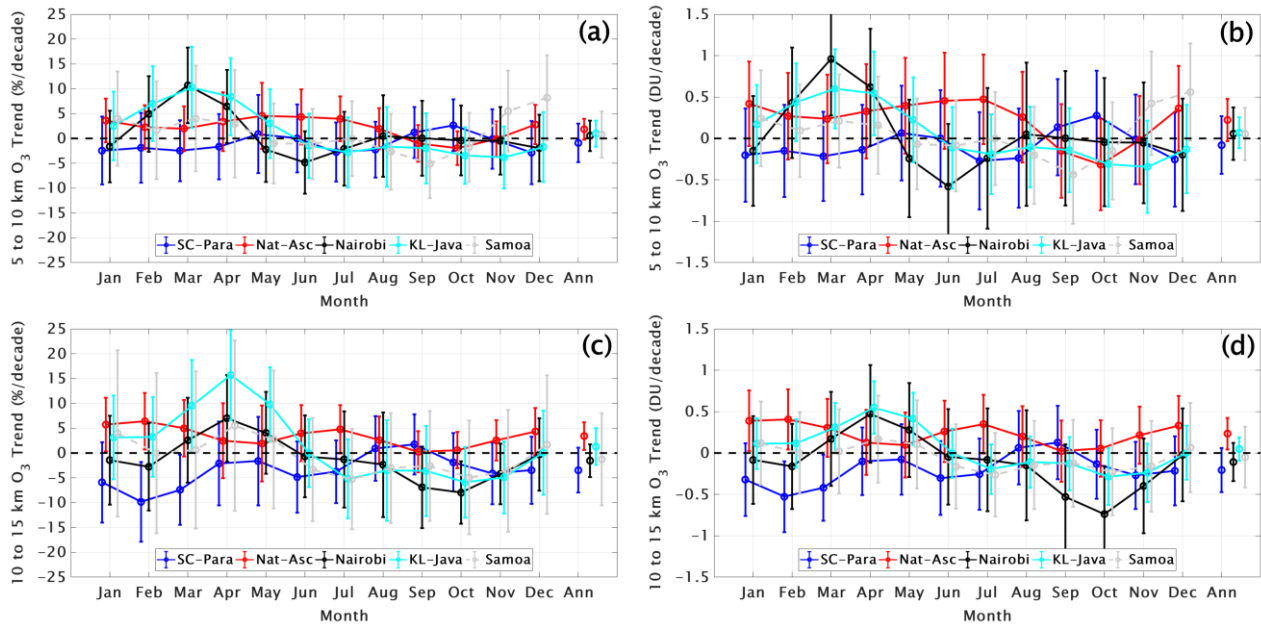 (a)
5 to 10 km O3 Trend (%/decade)
25
20
15
10
5
0
-5
-10
-15
-20
-25
SC-Para Nat-Asc Nairobi KL-Java Samoa
Jan Feb Mar Apr May Jun Jul Aug Sep Oct Nov Dec Ann
Month
(b)
5 to 10 km O3 Trend (DU/decade)
1.5
1
0.5
0
-0.5
-1
-1.5
SC-Para Nat-Asc Nairobi KL-Java Samoa
Jan Feb Mar Apr May Jun Jul Aug Sep Oct Nov Dec Ann
Month
(c)
10 to 15 km O3 Trend (%/decade)
25
20
15
10
5
0
-5
-10
-15
-20
-25
SC-Para Nat-Asc Nairobi KL-Java Samoa
Jan Feb Mar Apr May Jun Jul Aug Sep Oct Nov Dec Ann
Month
(d)
10 to 15 km O3 Trend (DU/decade)
1.5
1
0.5
0
-0.5
-1
-1.5
SC-Para Nat-Asc Nairobi KL-Java Samoa
Jan Feb Mar Apr May Jun Jul Aug Sep Oct Nov Dec Ann
Month